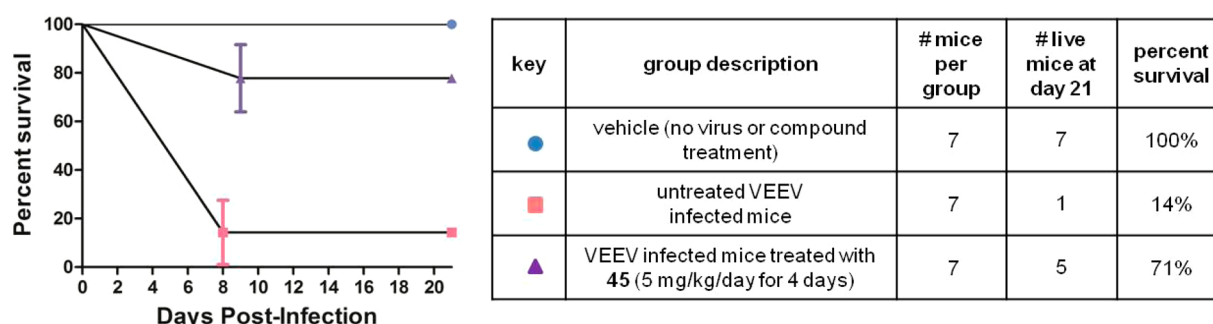 Percent survival
100
80
60
40
20
0
0 2 4 6 8 10 12 14 16 18 20
Days Post-Infection
key
group description
# mice
per
group
# live
mice at
day 21
percent
survival
vehicle (no virus or compound
treatment)
7
7
100%
untreated VEEV
infected mice
7
1
14%
VEEV infected mice treated with
45 (5 mg/kg/day for 4 days)
7
5
71%